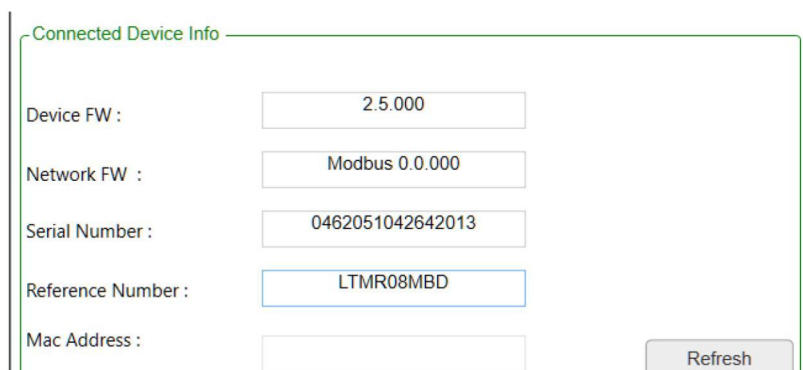 Connected Device Info
Device FW : 2.5.000
Network FW : Modbus 0.0.000
Serial Number : 0462051042642013
Reference Number : LTMR08MBD
Mac Address :
Refresh